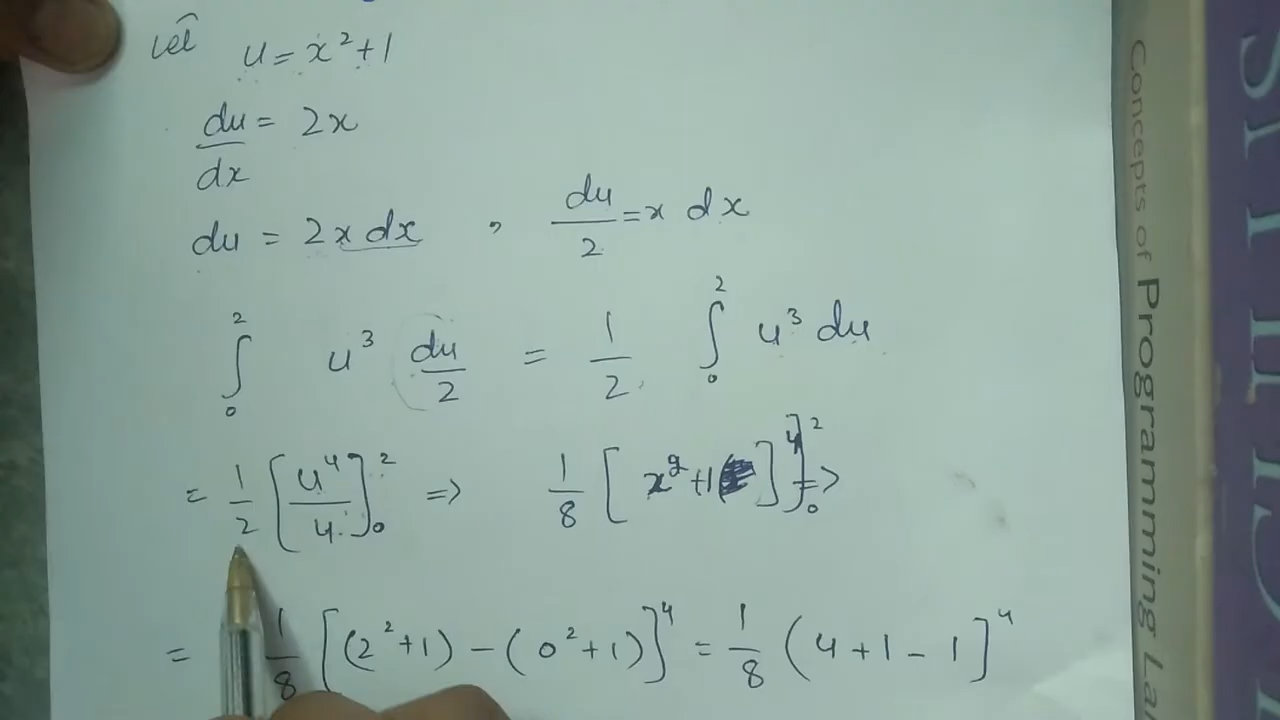 Let u = x² + 1
du/dx = 2x
du = 2x dx , du/2 = x dx
∫₀² u³ du/2 = 1/2 ∫₀² u³ du
= 1/2 [u⁴/4]₀² => 1/8 [x² + 1]⁴]₀² =>
= 1/8 [(2² + 1) − (0² + 1)]⁴ = 1/8 (4 + 1 − 1]⁴
Concepts of Programming La